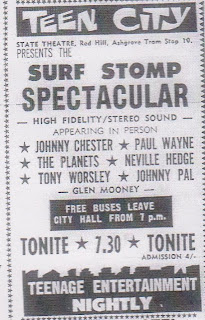 TEEN CITY
STATE THEATRE, Red Hill, Ashgrove Tram Stop 10.
PRESENTS THE
SURF STOMP
SPECTACULAR
— HIGH FIDELITY/STEREO SOUND —
APPEARING IN PERSON
★ JOHNNY CHESTER ★ PAUL WAYNE
★ THE PLANETS ★ NEVILLE HEDGE
★ TONY WORSLEY ★ JOHNNY PAL
— GLEN MOONEY —
FREE BUSES LEAVE
CITY HALL FROM 7 p.m.
TONITE ★ 7.30 ★ TONITE
ADMISSION 4/-
TEENAGE ENTERTAINMENT
NIGHTLY